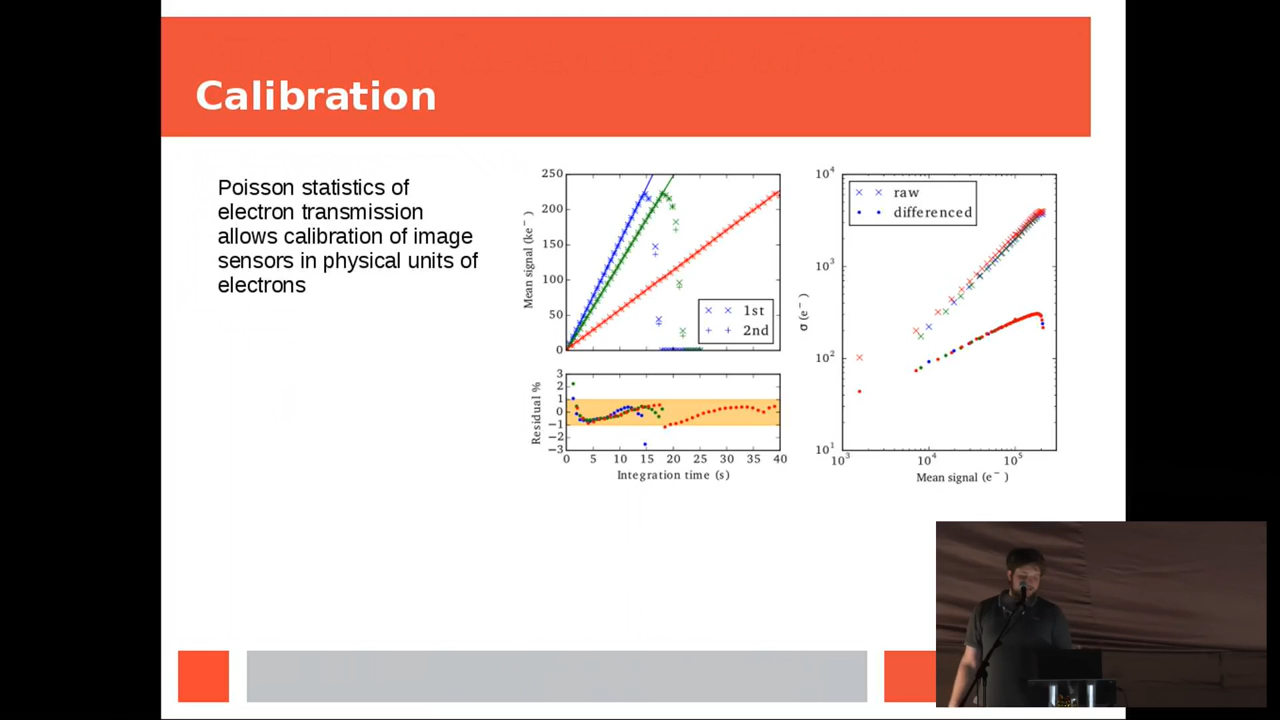 Calibration
Poisson statistics of
electron transmission
allows calibration of image
sensors in physical units of
electrons
250
200
150
100
50
0
Mean signal (ke⁻)
1st
2nd
3
2
1
0
−1
−2
−3
Residual %
0 5 10 15 20 25 30 35 40
Integration time (s)
raw
differenced
10⁴
10³
10²
10¹
σ (e⁻)
10³ 10⁴ 10⁵
Mean signal (e⁻)